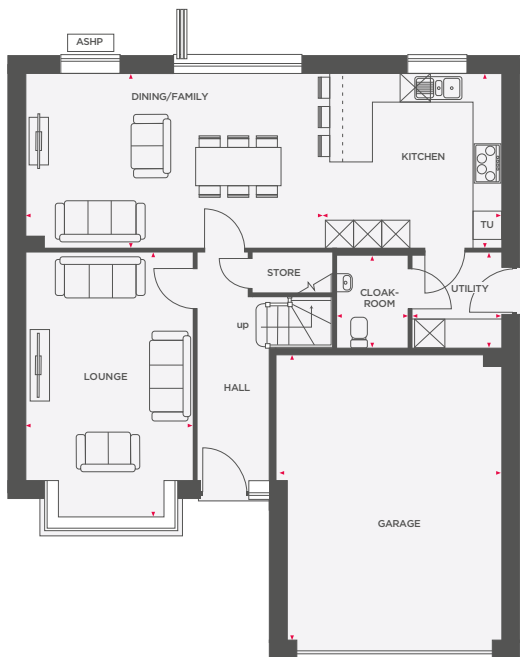 ASHP
DINING/FAMILY
KITCHEN
TU
STORE
CLOAK-
ROOM
UTILITY
up
LOUNGE
HALL
GARAGE